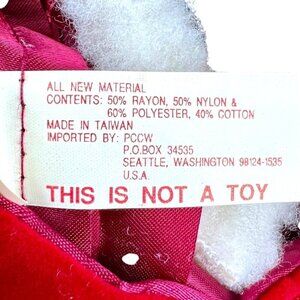 ALL NEW MATERIAL
CONTENTS: 50% RAYON, 50% NYLON &
60% POLYESTER, 40% COTTON
MADE IN TAIWAN
IMPORTED BY: PCCW
P.O.BOX 34535
SEATTLE, WASHINGTON 98124-1535
U.S.A.
THIS IS NOT A TOY